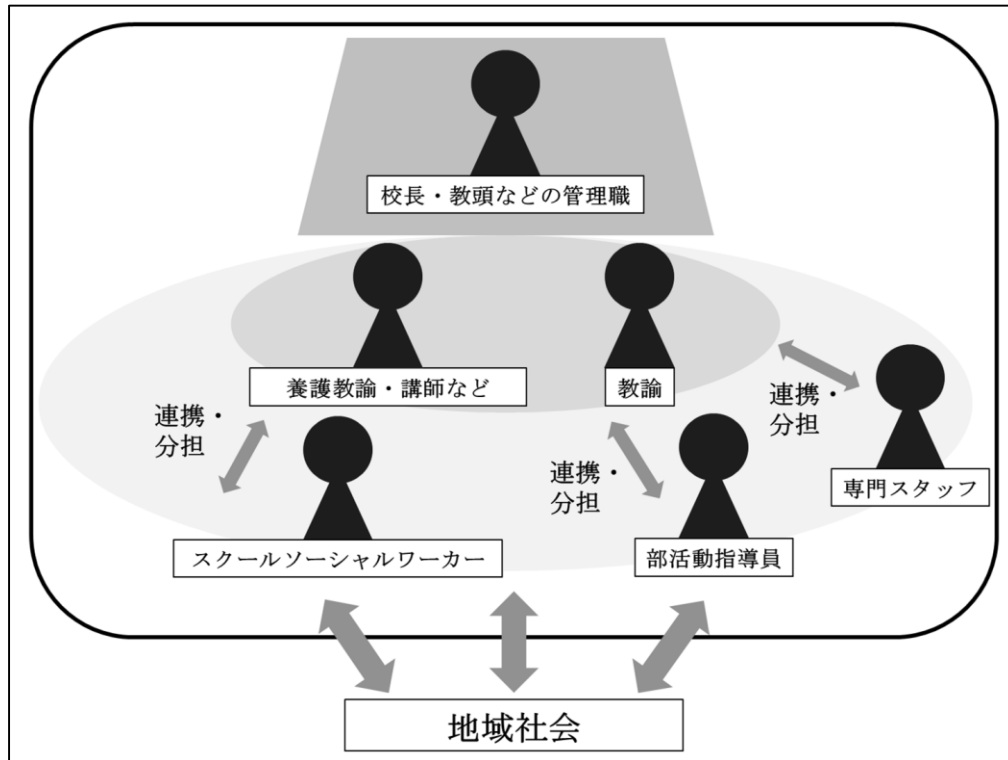 校長・教頭などの管理職
養護教諭・講師など
教諭
連携・
分担
連携・
分担
連携・
分担
専門スタッフ
スクールソーシャルワーカー
部活動指導員
地域社会